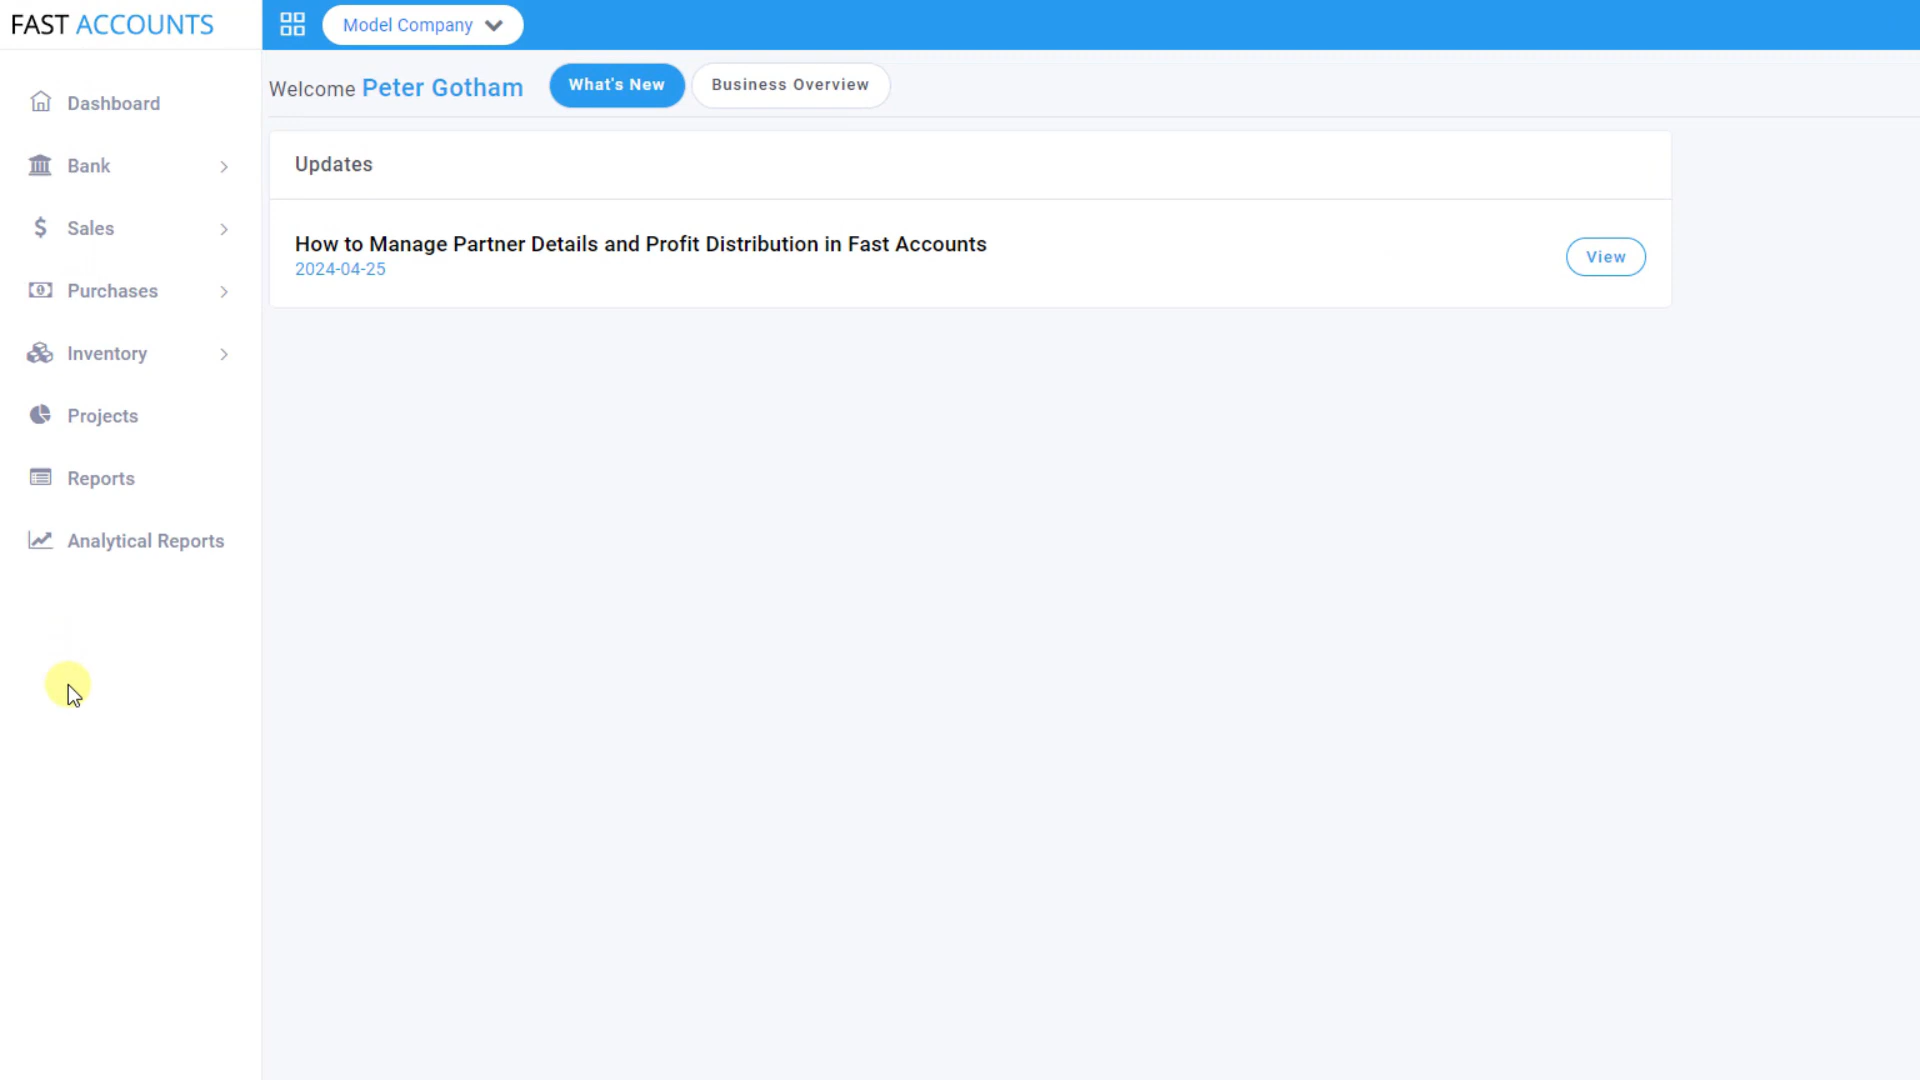 FAST ACCOUNTS
Model Company
Welcome Peter Gotham
What's New
Business Overview
Dashboard
Bank
Sales
Purchases
Inventory
Projects
Reports
Analytical Reports
Updates
How to Manage Partner Details and Profit Distribution in Fast Accounts
2024-04-25
View